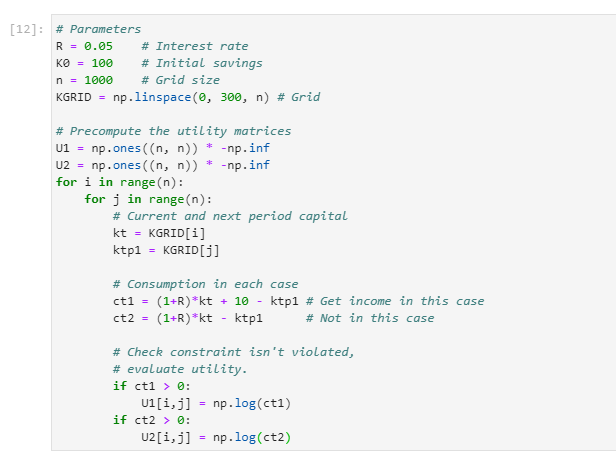 [12]: # Parameters
R = 0.05    # Interest rate
K0 = 100    # Initial savings
n = 1000    # Grid size
KGRID = np.linspace(0, 300, n) # Grid

# Precompute the utility matrices
U1 = np.ones((n, n)) * -np.inf
U2 = np.ones((n, n)) * -np.inf
for i in range(n):
    for j in range(n):
        # Current and next period capital
        kt = KGRID[i]
        ktp1 = KGRID[j]

        # Consumption in each case
        ct1 = (1+R)*kt + 10 - ktp1 # Get income in this case
        ct2 = (1+R)*kt - ktp1      # Not in this case

        # Check constraint isn't violated,
        # evaluate utility.
        if ct1 > 0:
            U1[i,j] = np.log(ct1)
        if ct2 > 0:
            U2[i,j] = np.log(ct2)